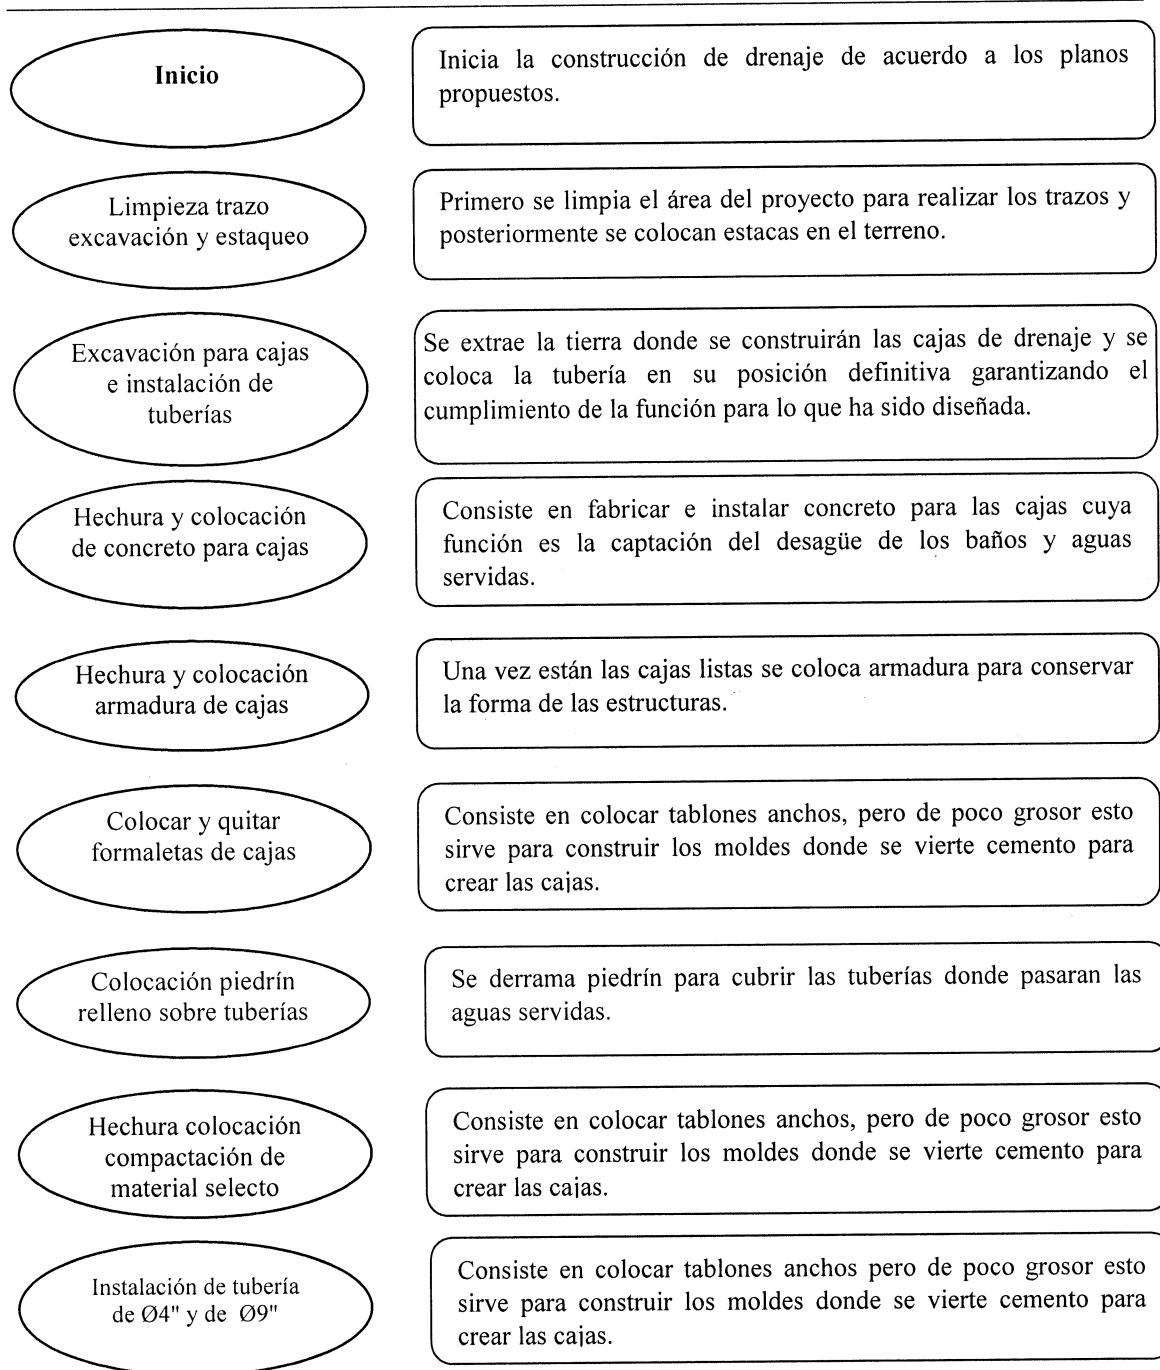 Inicio
Inicia la construcción de drenaje de acuerdo a los planos
propuestos.
Limpieza trazo
excavación y estaqueo
Primero se limpia el área del proyecto para realizar los trazos y
posteriormente se colocan estacas en el terreno.
Excavación para cajas
e instalación de
tuberías
Se extrae la tierra donde se construirán las cajas de drenaje y se
coloca la tubería en su posición definitiva garantizando el
cumplimiento de la función para lo que ha sido diseñada.
Hechura y colocación
de concreto para cajas
Consiste en fabricar e instalar concreto para las cajas cuya
función es la captación del desagüe de los baños y aguas
servidas.
Hechura y colocación
armadura de cajas
Una vez están las cajas listas se coloca armadura para conservar
la forma de las estructuras.
Colocar y quitar
formaletas de cajas
Consiste en colocar tablones anchos, pero de poco grosor esto
sirve para construir los moldes donde se vierte cemento para
crear las cajas.
Colocación piedrín
relleno sobre tuberías
Se derrama piedrín para cubrir las tuberías donde pasaran las
aguas servidas.
Hechura colocación
compactación de
material selecto
Consiste en colocar tablones anchos, pero de poco grosor esto
sirve para construir los moldes donde se vierte cemento para
crear las cajas.
Instalación de tubería
de Ø4" y de Ø9"
Consiste en colocar tablones anchos pero de poco grosor esto
sirve para construir los moldes donde se vierte cemento para
crear las cajas.